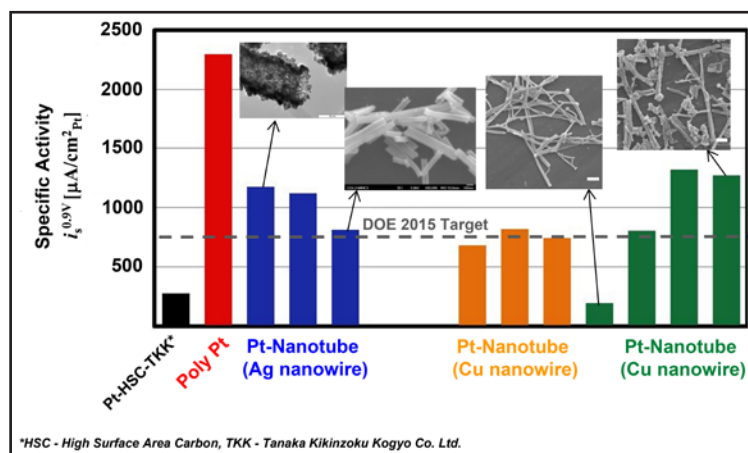 2500
2000
1500
1000
500
Specific Activity
i_s^0.9V [µA/cm²Pt]
DOE 2015 Target
Pt-HSC-TKK*
Poly Pt
Pt-Nanotube
(Ag nanowire)
Pt-Nanotube
(Cu nanowire)
Pt-Nanotube
(Cu nanowire)
*HSC - High Surface Area Carbon, TKK - Tanaka Kikinzoku Kogyo Co. Ltd.